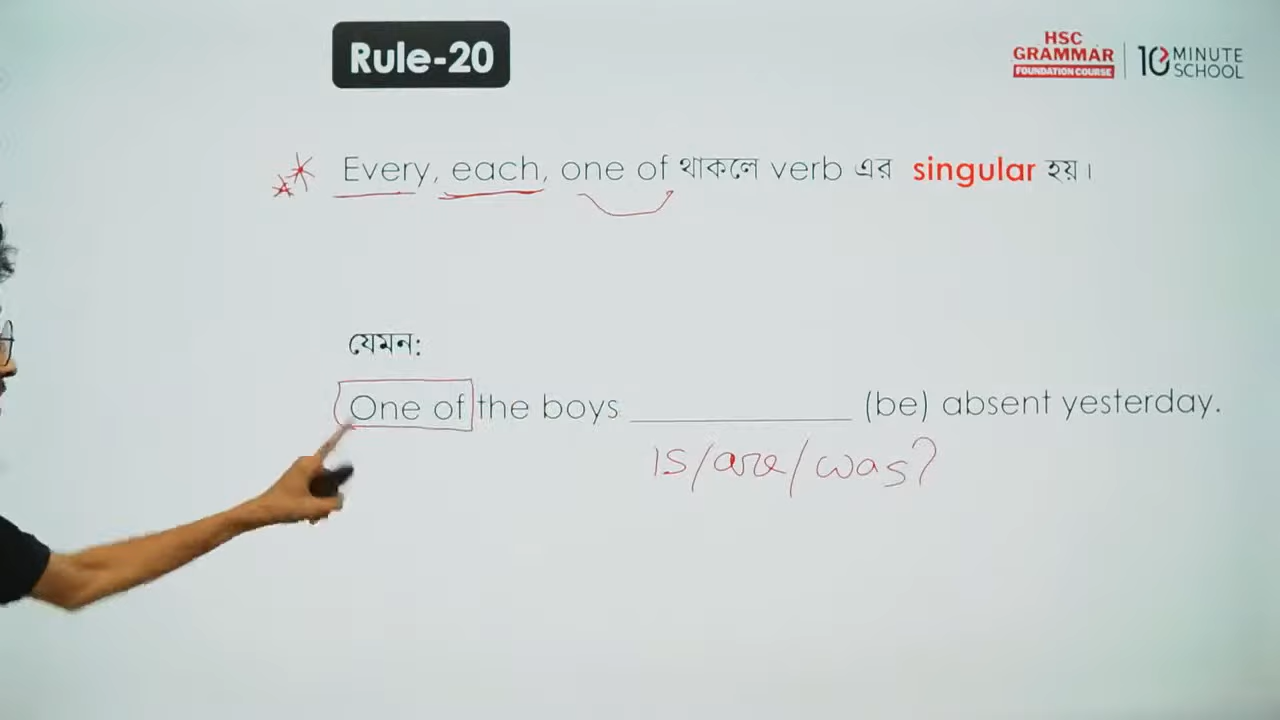 Rule-20
HSC
GRAMMAR
FOUNDATION COURSE
10 MINUTE
SCHOOL
Every, each, one of থাকলে verb এর singular হয়।
যেমন:
One of the boys __________ (be) absent yesterday.
is/are/was?